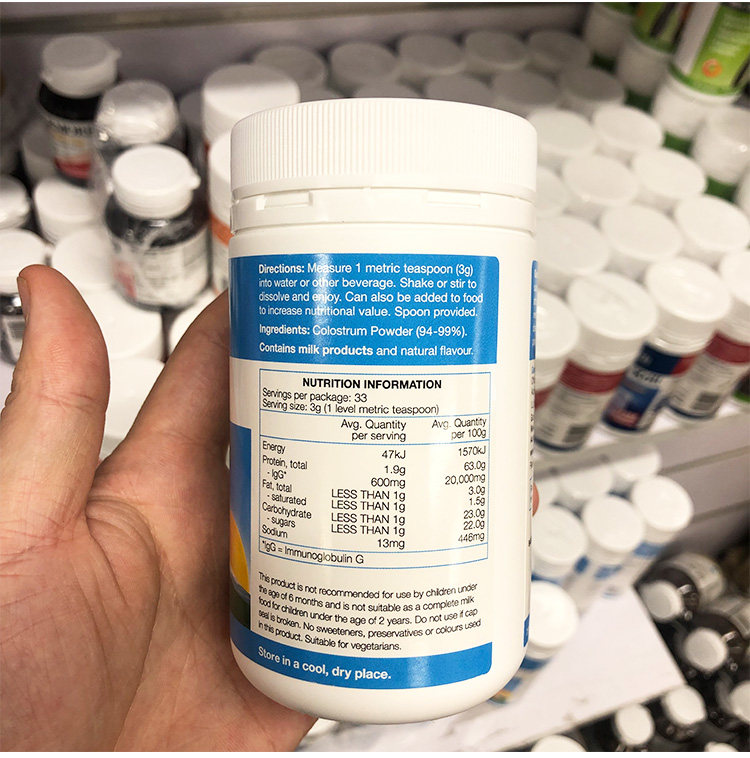 Directions: Measure 1 metric teaspoon (3g)
into water or other beverage. Shake or stir to
dissolve and enjoy. Can also be added to food
to increase nutritional value. Spoon provided.
Ingredients: Colostrum Powder (94-99%).
Contains milk products and natural flavour.
NUTRITION INFORMATION
Servings per package: 33
Serving size: 3g (1 level metric teaspoon)
Avg. Quantity Avg. Quantity
per serving per 100g
Energy 47kJ 1570kJ
Protein, total 1.9g 63.0g
- IgG* 600mg 20,000mg
Fat, total LESS THAN 1g 3.0g
- saturated LESS THAN 1g 1.5g
Carbohydrate LESS THAN 1g 23.0g
- sugars LESS THAN 1g 22.0g
Sodium 13mg 446mg
*IgG = Immunoglobulin G
This product is not recommended for use by children under
the age of 6 months and is not suitable as a complete milk
food for children under the age of 2 years. Do not use if cap
seal is broken. No sweeteners, preservatives or colours used
in this product. Suitable for vegetarians.
Store in a cool, dry place.